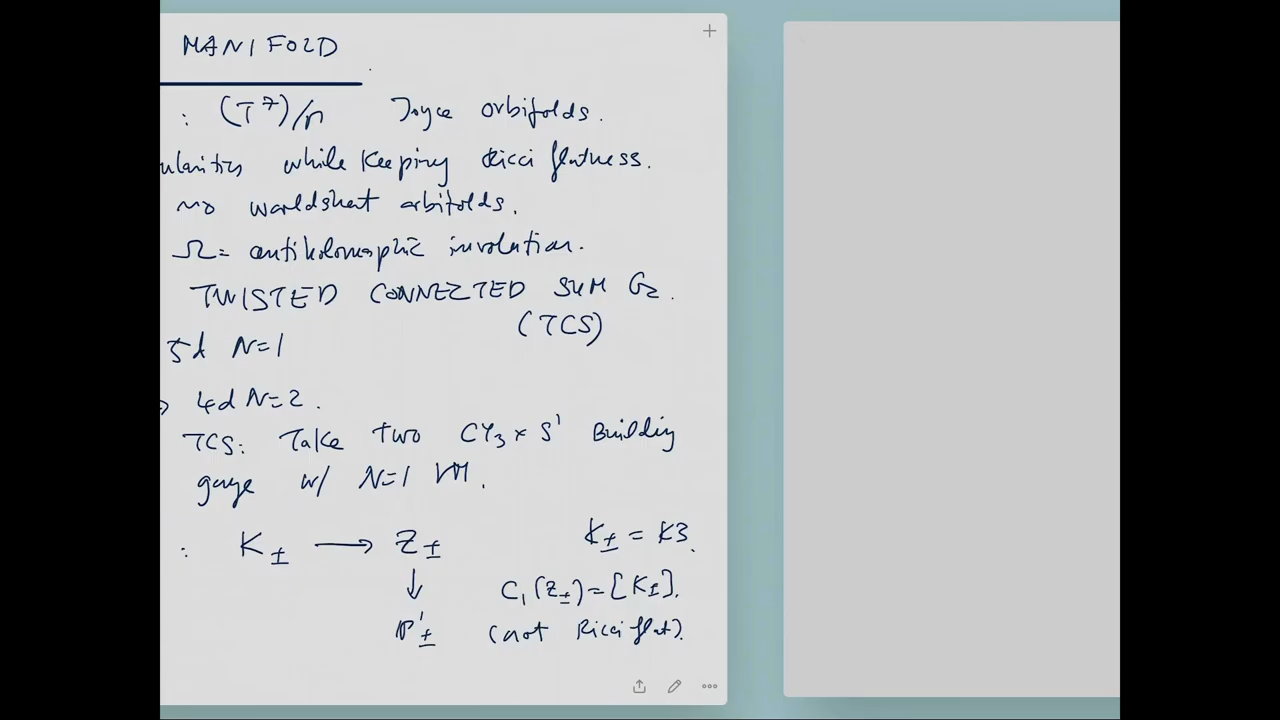 MANIFOLD
: (T⁷)/Γ Joyce orbifolds.
ularities while keeping Ricci flatness.
no worldsheet orbifolds.
Ω = antiholomorphic involution.
TWISTED CONNECTED SUM G₂.
(TCS)
5d N=1
4d N=2.
TCS: Take two CY₃ × S¹ Building
gauge w/ N=1 VM.
: K± → Z± K± = K3.
↓ C₁(Z±) = [K±].
P¹± (not Ricci flat).